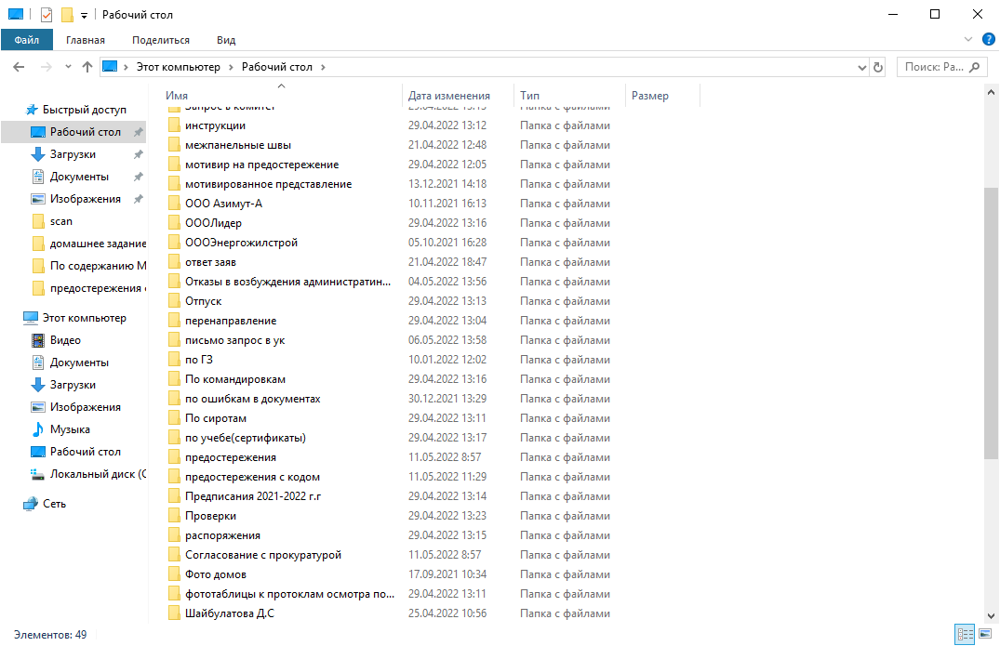 Рабочий стол
Файл Главная Поделиться Вид
Этот компьютер Рабочий стол Поиск: Ра...
Имя Дата изменения Тип Размер
Быстрый доступ
Рабочий стол
Загрузки
Документы
Изображения
scan
домашнее задание
По содержанию М
предостережения с
Этот компьютер
Видео
Документы
Загрузки
Изображения
Музыка
Рабочий стол
Локальный диск (С
Сеть
Запрос в комитет 29.04.2022 13:13 Папка с файлами
инструкции 29.04.2022 13:12 Папка с файлами
межпанельные швы 21.04.2022 12:48 Папка с файлами
мотивир на предостережение 29.04.2022 12:05 Папка с файлами
мотивированное представление 13.12.2021 14:18 Папка с файлами
ООО Азимут-А 10.11.2021 16:13 Папка с файлами
ОООЛидер 29.04.2022 13:16 Папка с файлами
ОООЭнергожилстрой 05.10.2021 16:28 Папка с файлами
ответ заяв 21.04.2022 18:47 Папка с файлами
Отказы в возбуждения администратин... 04.05.2022 13:56 Папка с файлами
Отпуск 29.04.2022 13:13 Папка с файлами
перенаправление 29.04.2022 13:04 Папка с файлами
письмо запрос в ук 06.05.2022 13:58 Папка с файлами
по ГЗ 10.01.2022 12:02 Папка с файлами
По командировкам 29.04.2022 13:16 Папка с файлами
по ошибкам в документах 30.12.2021 13:29 Папка с файлами
По сиротам 29.04.2022 13:11 Папка с файлами
по учебе(сертификаты) 29.04.2022 13:17 Папка с файлами
предостережения 11.05.2022 8:57 Папка с файлами
предостережения с кодом 11.05.2022 11:29 Папка с файлами
Предписания 2021-2022 г.г 29.04.2022 13:14 Папка с файлами
Проверки 29.04.2022 13:23 Папка с файлами
распоряжения 29.04.2022 13:15 Папка с файлами
Согласование с прокуратурой 11.05.2022 8:57 Папка с файлами
Фото домов 17.09.2021 10:34 Папка с файлами
фототаблицы к протоклам осмотра по... 29.04.2022 13:11 Папка с файлами
Шайбулатова Д.С 25.04.2022 10:56 Папка с файлами
Элементов: 49